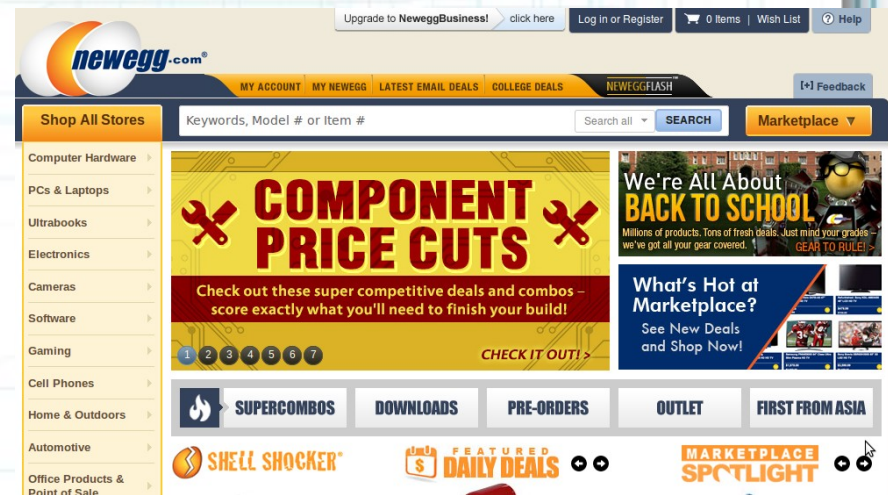 Upgrade to NeweggBusiness! click here
Log in or Register
0 Items | Wish List
? Help
newegg.com®
MY ACCOUNT MY NEWEGG LATEST EMAIL DEALS COLLEGE DEALS NEWEGGFLASH
[+] Feedback
Shop All Stores
Keywords, Model # or Item #
Search all
SEARCH
Marketplace ▼
Computer Hardware
PCs & Laptops
Ultrabooks
Electronics
Cameras
Software
Gaming
Cell Phones
Home & Outdoors
Automotive
Office Products &
Point of Sale
COMPONENT
PRICE CUTS
Check out these super competitive deals and combos –
score exactly what you'll need to finish your build!
1 2 3 4 5 6 7
CHECK IT OUT! >
We're All About
BACK TO SCHOOL
Millions of products. Tons of fresh deals. Just mind your grades –
we've got all your gear covered.
GEAR TO RULE! >
What's Hot at
Marketplace?
See New Deals
and Shop Now!
SUPERCOMBOS
DOWNLOADS
PRE-ORDERS
OUTLET
FIRST FROM ASIA
SHELL SHOCKER®
$ FEATURED
DAILY DEALS
MARKETPLACE
SPOTLIGHT